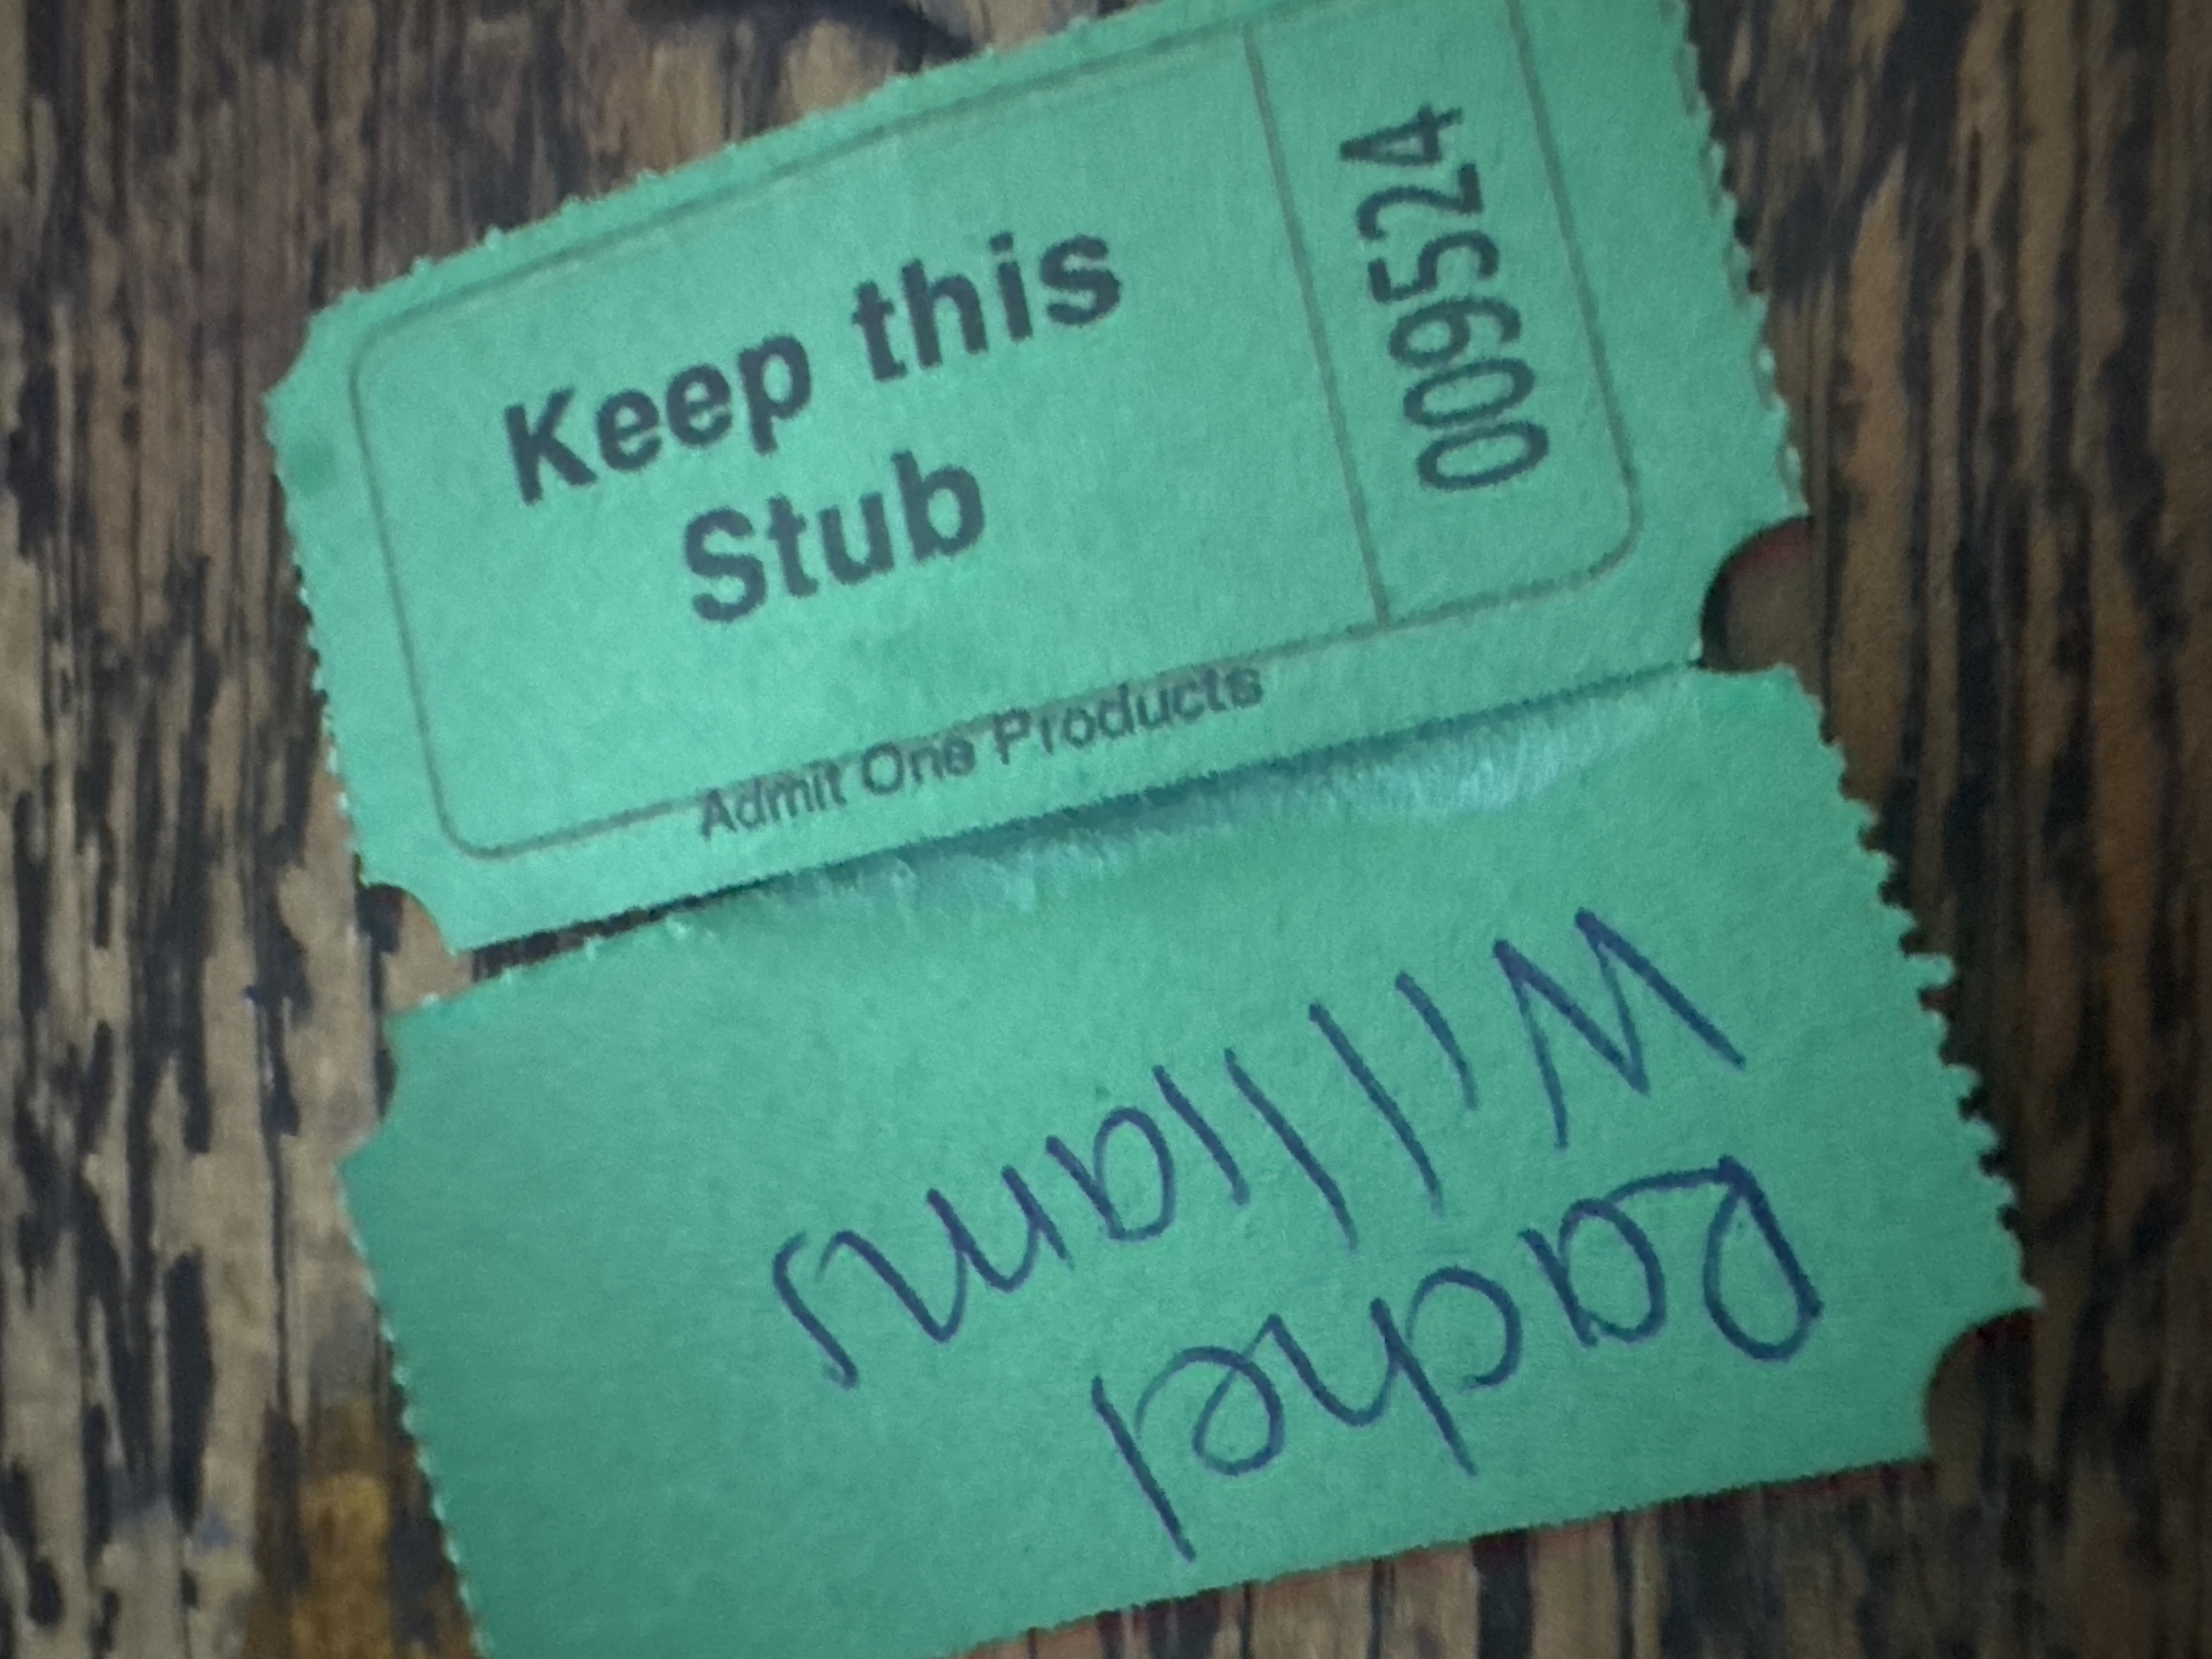 Keep this
Stub
009524
Admit One Products
Rachel
Williams